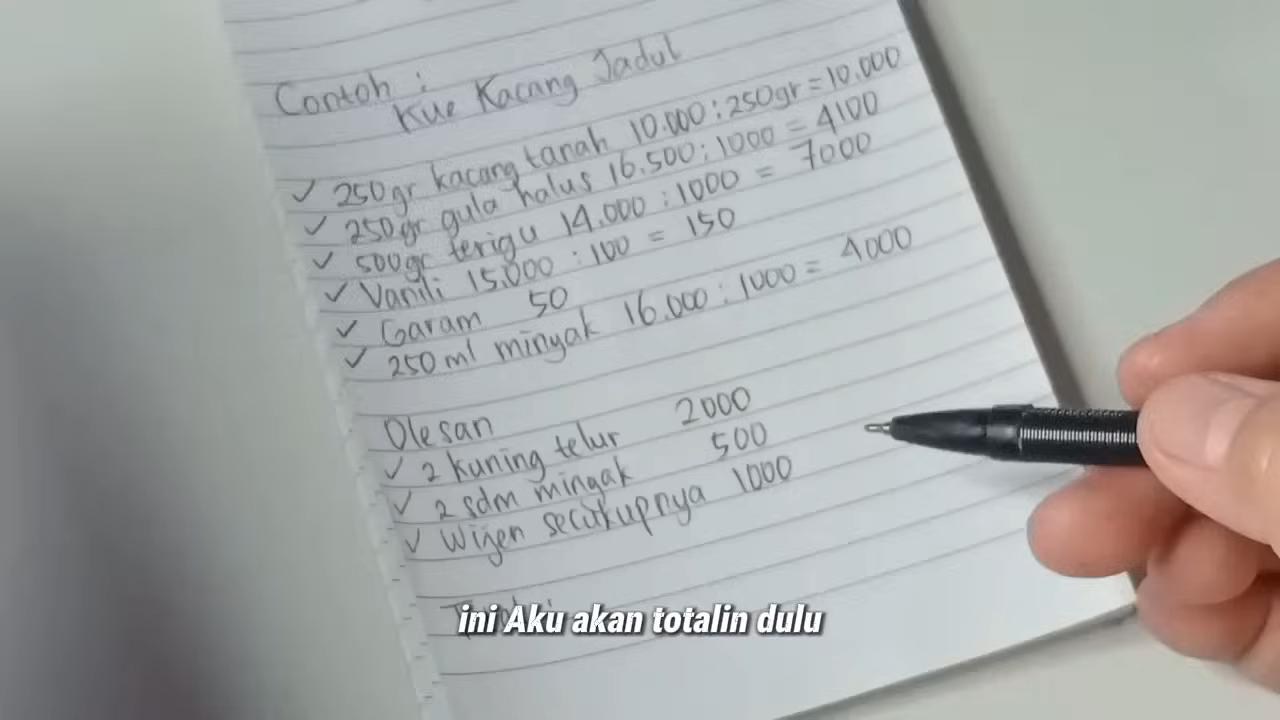 Contoh :
Kue Kacang Jadul
✓ 250gr kacang tanah 10.000 : 250gr = 10.000
✓ 250gr gula halus 16.500 : 1000 = 4100
✓ 500gr terigu 14.000 : 1000 = 7000
✓ Vanili 15.000 : 100 = 150
✓ Garam 50
✓ 250 ml minyak 16.000 : 1000 = 4000
Olesan
✓ 2 kuning telur 2000
✓ 2 sdm minyak 500
✓ Wijen secukupnya 1000
ini Aku akan totalin dulu